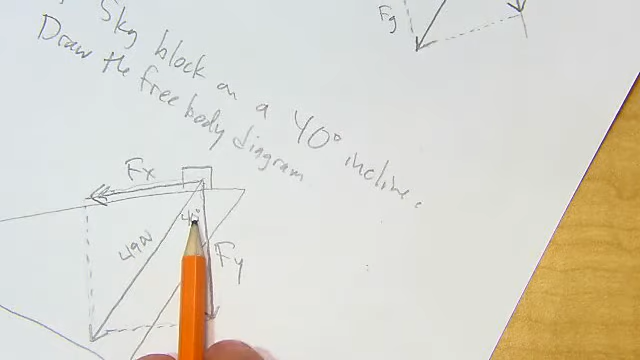 5kg block on a 40° incline.
Draw the free body diagram
Fg
Fx
40°
49N
Fy